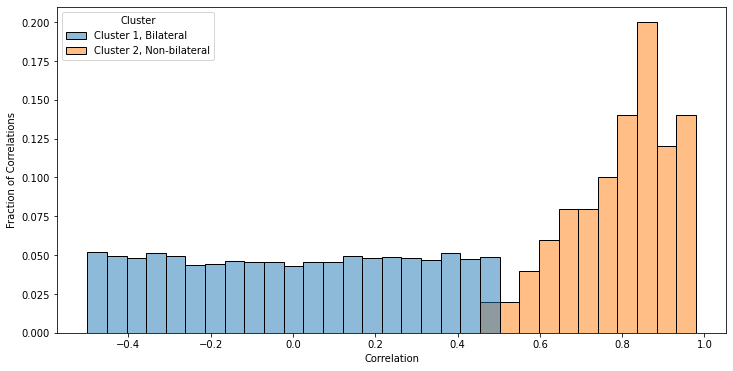 Cluster
Cluster 1, Bilateral
Cluster 2, Non-bilateral
0.200
0.175
0.150
0.125
0.100
0.075
0.050
0.025
0.000
Fraction of Correlations
−0.4 −0.2 0.0 0.2 0.4 0.6 0.8 1.0
Correlation